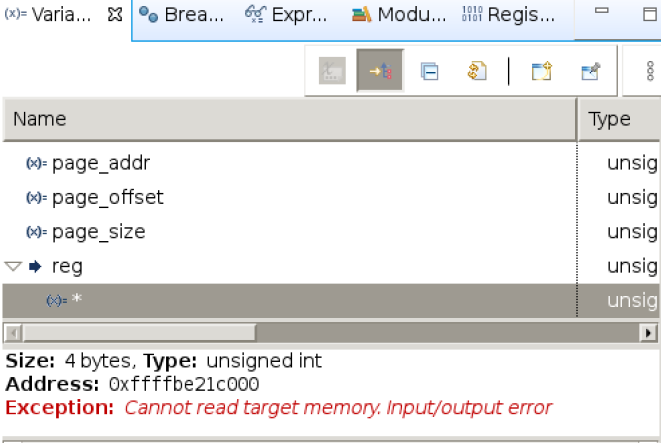 (x)= Varia... Brea... Expr... Modu... 1010 0101 Regis...
Name Type
(x)= page_addr unsig
(x)= page_offset unsig
(x)= page_size unsig
reg unsig
(x)= * unsig
Size: 4 bytes, Type: unsigned int
Address: 0xffffbe21c000
Exception: Cannot read target memory. Input/output error